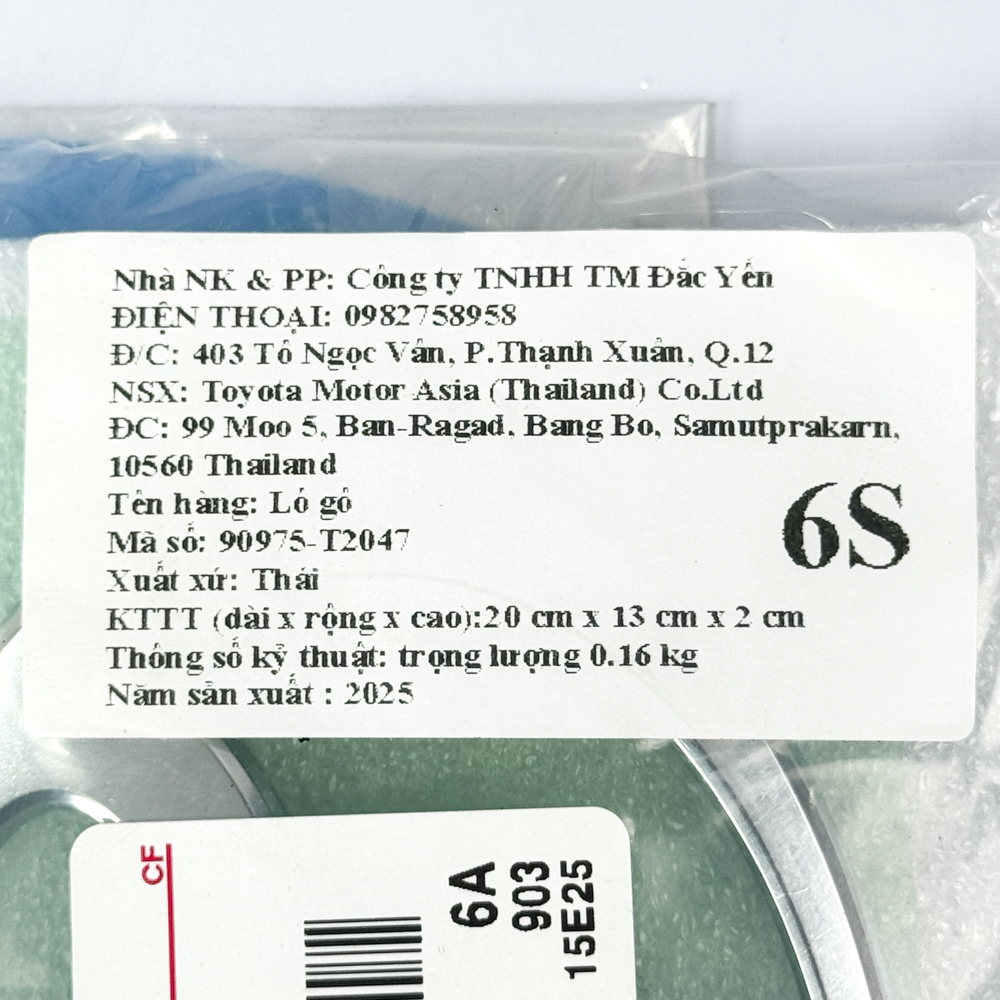 Nhà NK & PP: Công ty TNHH TM Đắc Yến
ĐIỆN THOẠI: 0982758958
Đ/C: 403 Tô Ngọc Vân, P.Thạnh Xuân, Q.12
NSX: Toyota Motor Asia (Thailand) Co.Ltd
ĐC: 99 Moo 5, Ban-Ragad, Bang Bo, Samutprakarn,
10560 Thailand
Tên hàng: Lô gô
Mã số: 90975-T2047
Xuất xứ: Thái
KTTT (dài x rộng x cao):20 cm x 13 cm x 2 cm
Thông số kỹ thuật: trọng lượng 0.16 kg
Năm sản xuất : 2025
6S
CF
6A
903
15E25